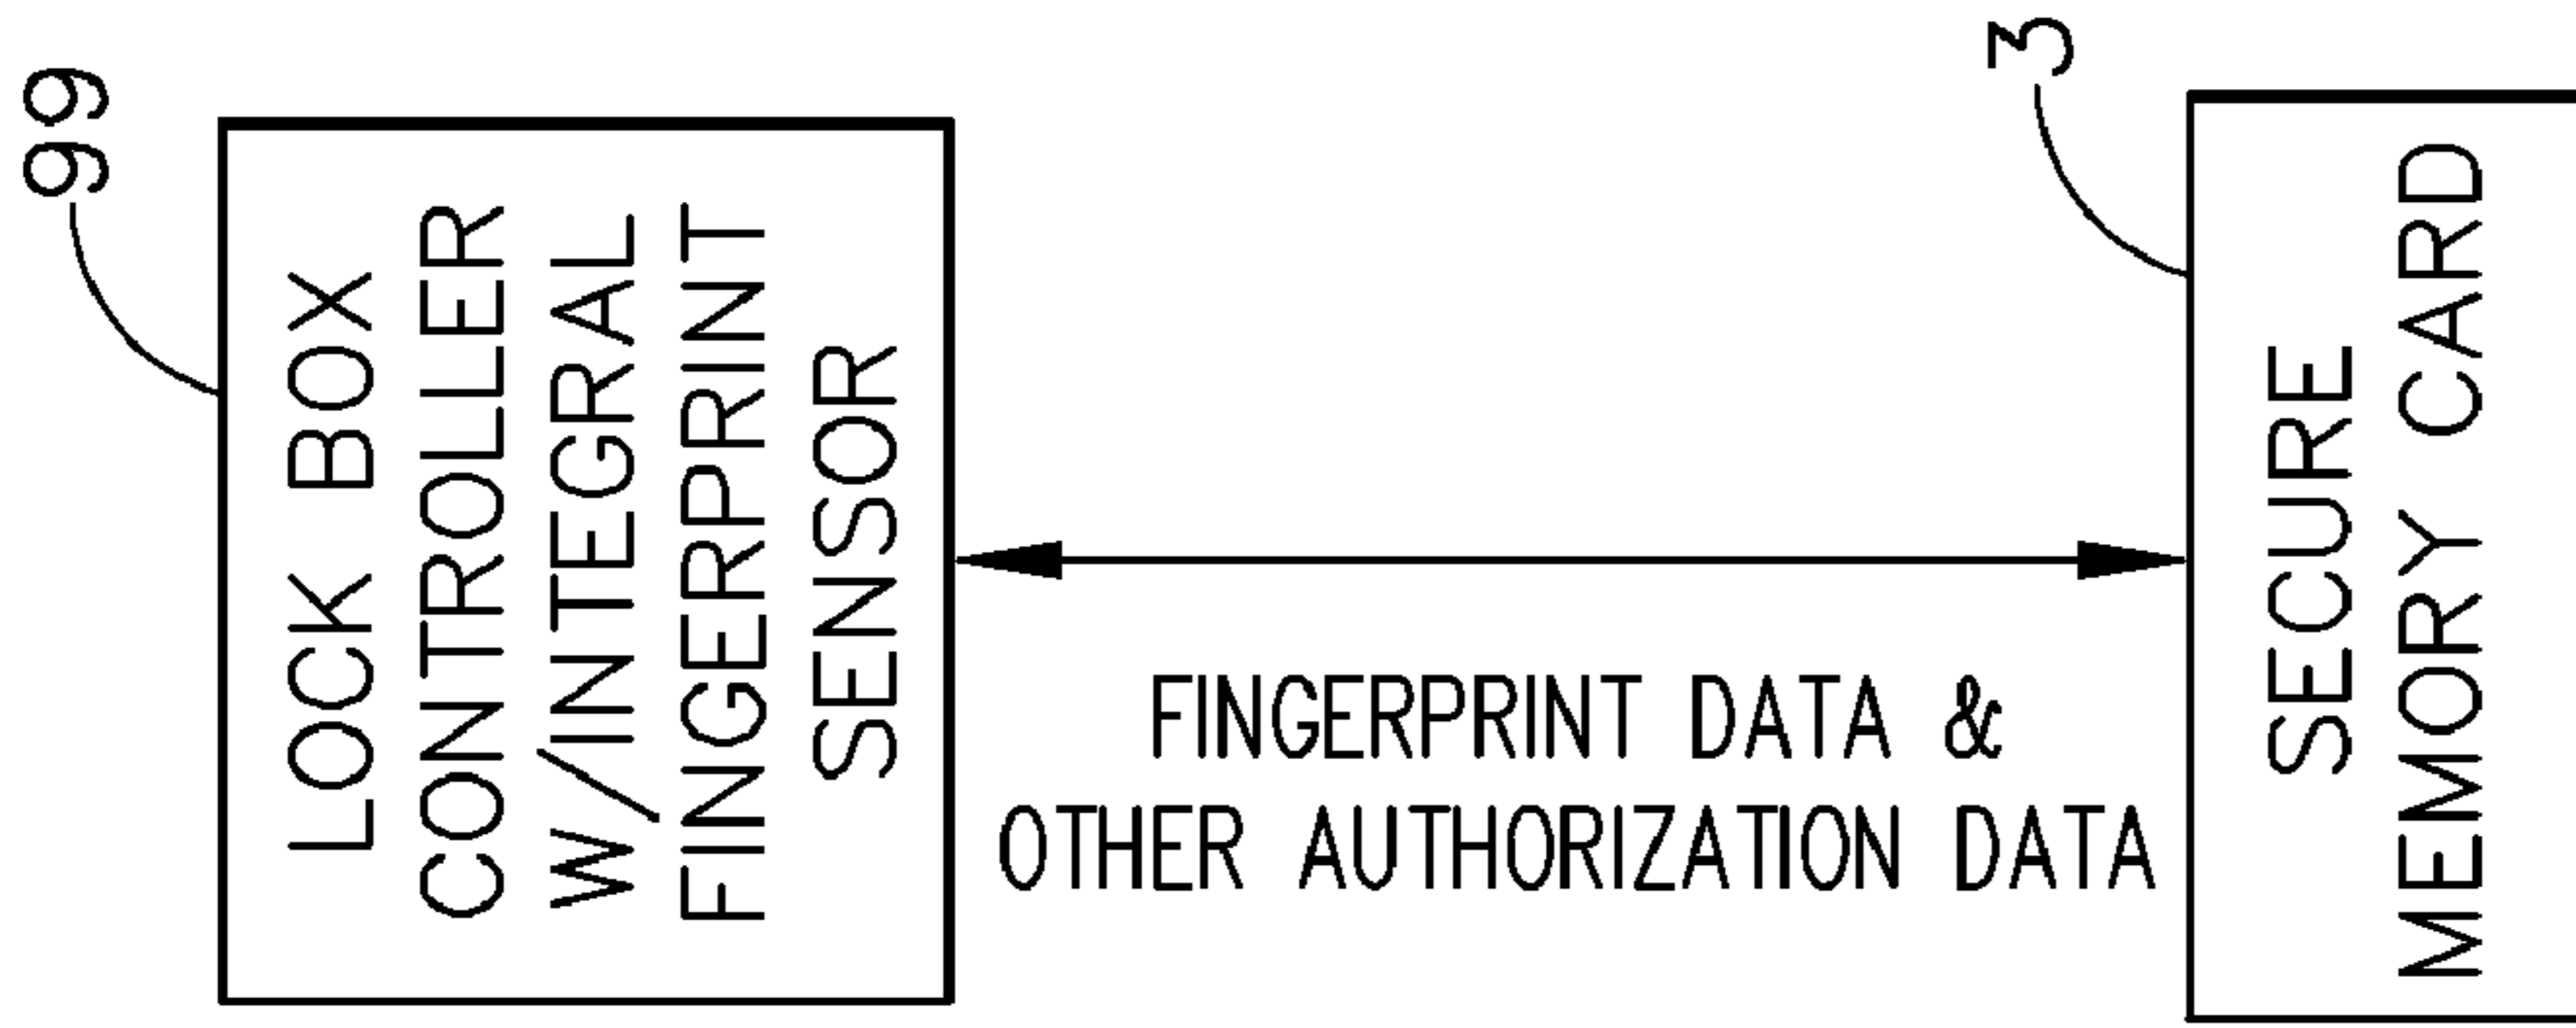 99
LOCK BOX
CONTROLLER
W/INTEGRAL
FINGERPRINT
SENSOR
FINGERPRINT DATA &
OTHER AUTHORIZATION DATA
3
SECURE
MEMORY CARD